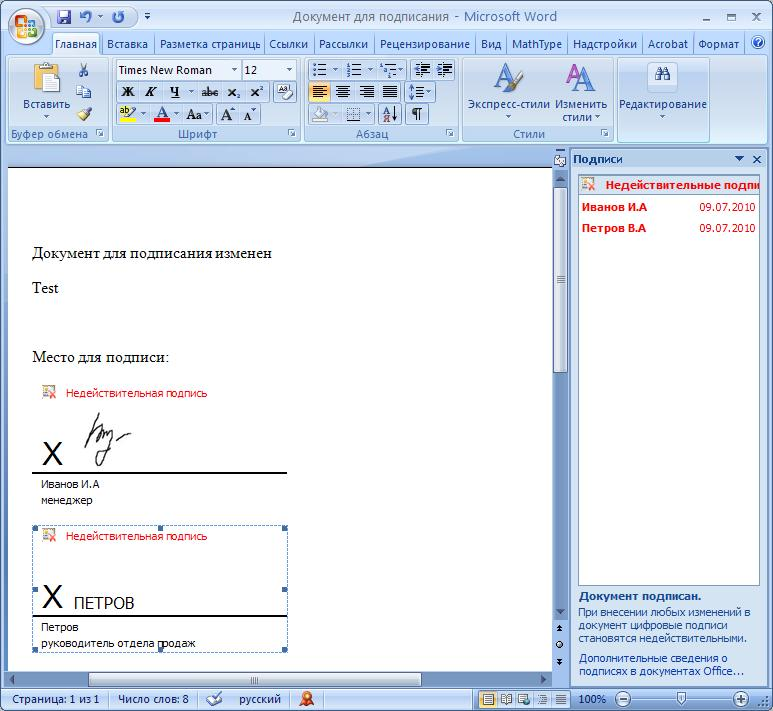 Документ для подписания - Microsoft Word
Главная Вставка Разметка страниць Ссылки Рассылки Рецензирование Вид MathType Надстройки Acrobat Формат
Times New Roman 12
Вставить
Ж К Ч abc x₂ x²
Aa A A
Экспресс-стили Изменить стили
Редактирование
Буфер обмена Шрифт Абзац Стили
Подписи
Недействительные подпи
Иванов И.А 09.07.2010
Петров В.А 09.07.2010
Документ для подписания изменен
Test
Место для подписи:
Недействительная подпись
X
Иванов И.А
менеджер
Недействительная подпись
X ПЕТРОВ
Петров
руководитель отдела продаж
Документ подписан.
При внесении любых изменений в
документ цифровые подписи
становятся недействительными.
Дополнительные сведения о
подписях в документах Office...
Страница: 1 из 1 Число слов: 8 русский 100%